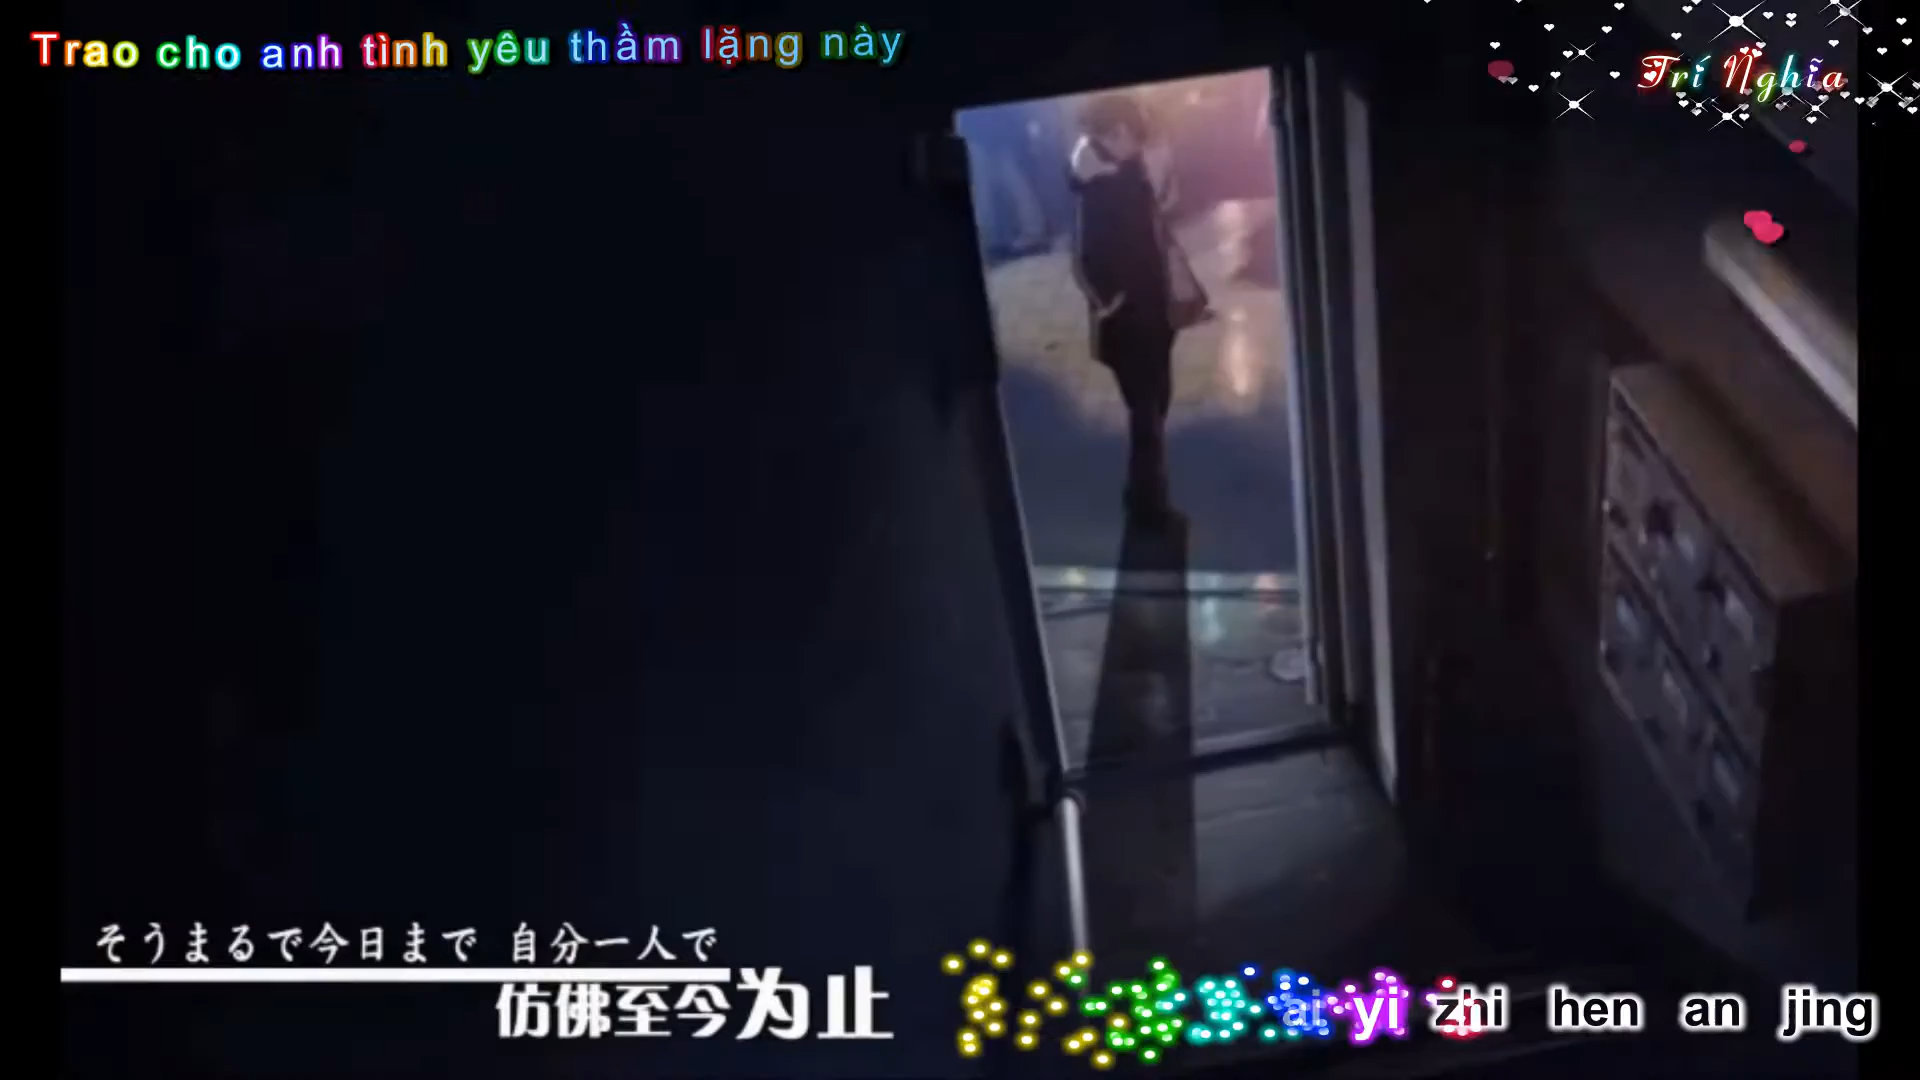 Trao cho anh tình yêu thầm lặng này
Trí Nghĩa
そうまるで今日まで 自分一人で
仿佛至今为止
ai yi zhi hen an jing